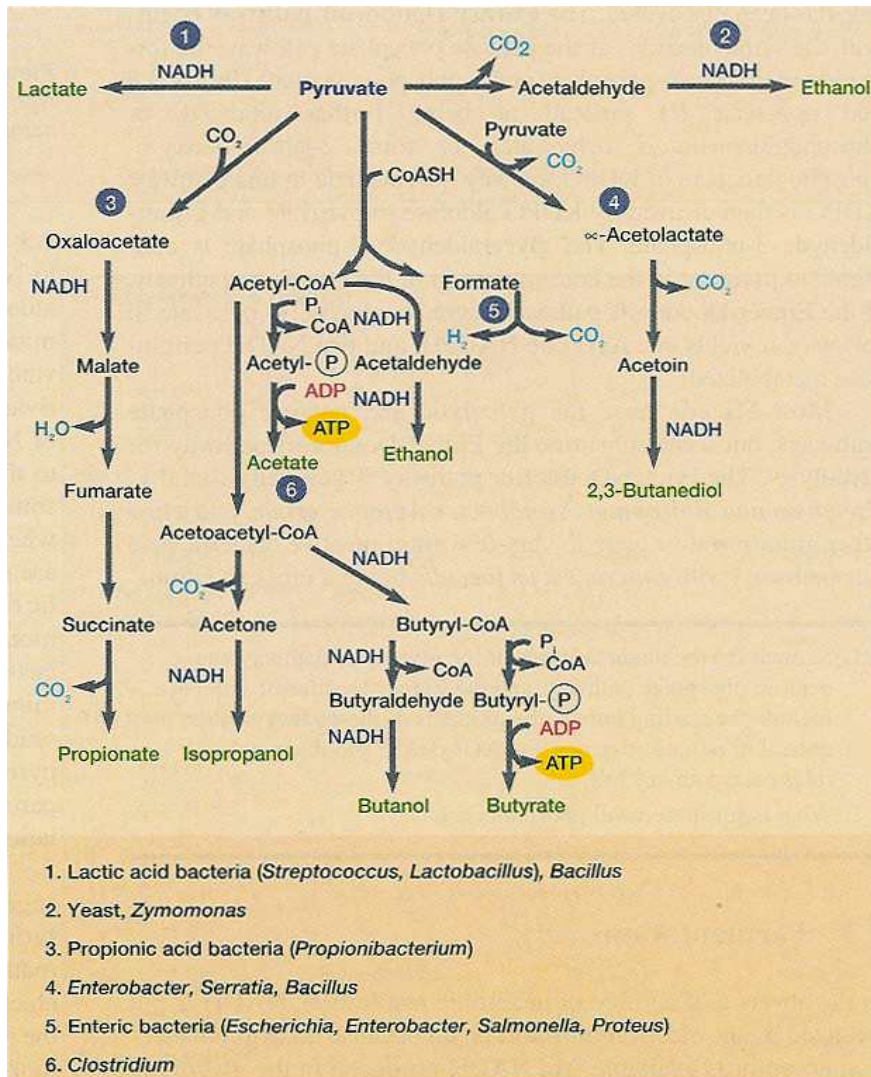 1
2
CO2
NADH
NADH
Lactate
Pyruvate
Acetaldehyde
Ethanol
CO2
Pyruvate
CO2
CoASH
3
4
Oxaloacetate
∝-Acetolactate
NADH
Acetyl-CoA
Formate
CO2
Pi
CoA
NADH
5
H2
CO2
Malate
Acetyl-P
Acetaldehyde
Acetoin
ADP
NADH
H2O
ATP
NADH
Acetate
Ethanol
Fumarate
6
2,3-Butanediol
Acetoacetyl-CoA
NADH
CO2
Succinate
Acetone
Butyryl-CoA
Pi
NADH
CoA
CoA
NADH
CO2
Butyraldehyde
Butyryl-P
NADH
ADP
Propionate
Isopropanol
ATP
Butanol
Butyrate
1. Lactic acid bacteria (Streptococcus, Lactobacillus), Bacillus
2. Yeast, Zymomonas
3. Propionic acid bacteria (Propionibacterium)
4. Enterobacter, Serratia, Bacillus
5. Enteric bacteria (Escherichia, Enterobacter, Salmonella, Proteus)
6. Clostridium